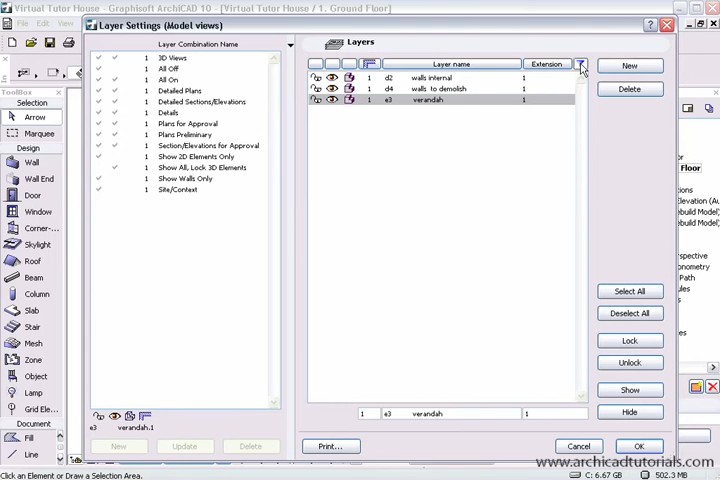 Virtual Tutor House - Graphisoft ArchiCAD 10 - [Virtual Tutor House / 1. Ground Floor]
File
Edit
View
Layer Settings (Model views)
Layer Combination Name
3D Views
1 All Off
1 All On
1 Detailed Plans
1 Detailed Sections/Elevations
1 Details
1 Plans for Approval
1 Plans Preliminary
1 Section/Elevations for Approval
1 Show 2D Elements Only
1 Show All, Lock 3D Elements
1 Show Walls Only
1 Site/Context
e3 verandah.1
New Update Delete
Layers
Layer name Extension
1 d2 walls internal 1
1 d4 walls to demolish 1
1 e3 verandah 1
1 e3 verandah 1
New
Delete
Select All
Deselect All
Lock
Unlock
Show
Hide
Print...
Cancel OK
ToolBox
Selection
Arrow
Marquee
Design
Wall
Wall End
Door
Window
Corner-...
Skylight
Roof
Beam
Column
Slab
Stair
Mesh
Zone
Object
Lamp
Grid Ele...
Document
Fill
Line
Floor
Elevation (Au
ebuild Model)
ebuild Model)
spective
onometry
Path
ules
Click an Element or Draw a Selection Area.
C: 6.67 GB
502.3 MB
www.archicadtutorials.com